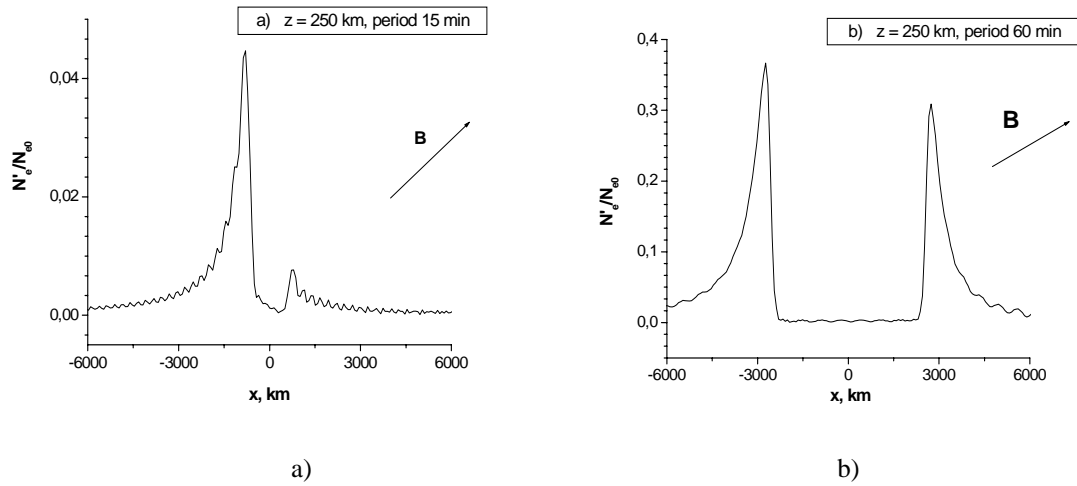 a) z = 250 km, period 15 min
0,04
0,02
0,00
N'e/Ne0
B
-6000 -3000 0 3000 6000
x, km
a)
b) z = 250 km, period 60 min
0,4
0,3
0,2
0,1
0,0
N'e/Ne0
B
-6000 -3000 0 3000 6000
x, km
b)